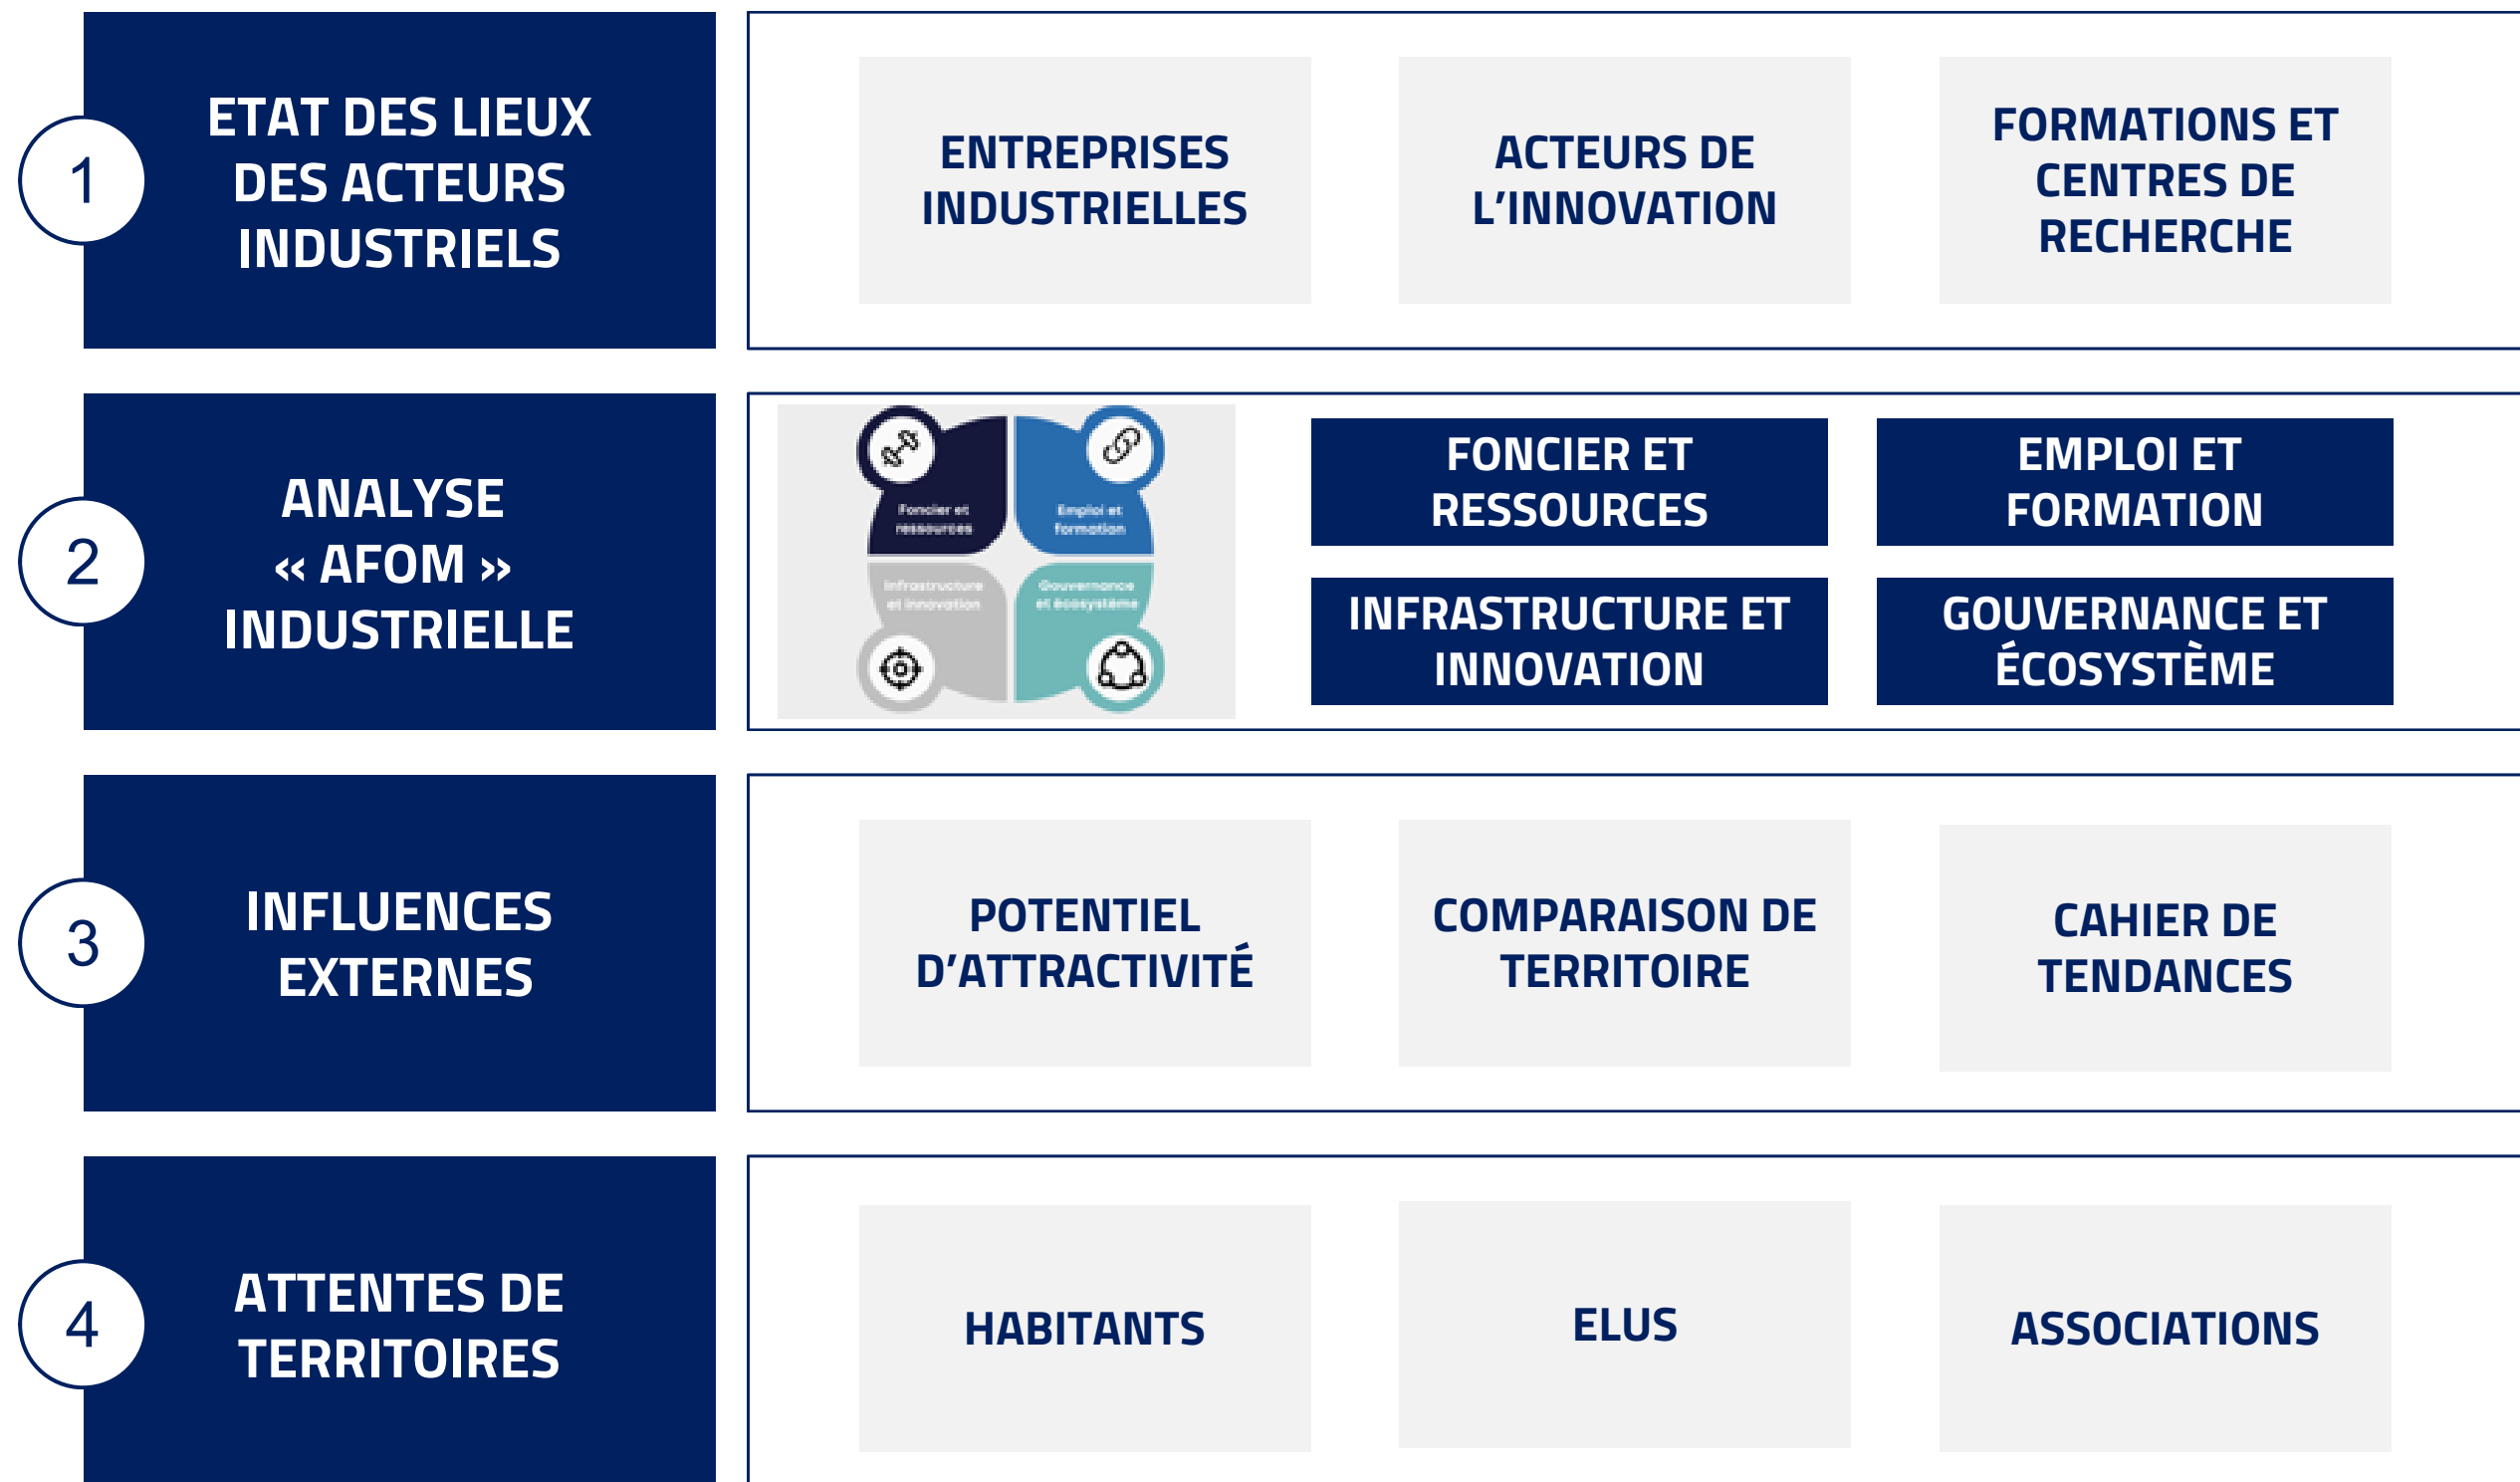 1
ETAT DES LIEUX
DES ACTEURS
INDUSTRIELS
ENTREPRISES
INDUSTRIELLES
ACTEURS DE
L’INNOVATION
FORMATIONS ET
CENTRES DE
RECHERCHE
2
ANALYSE
« AFOM »
INDUSTRIELLE
Foncier et
ressources
Emploi et
formation
Infrastructure
et innovation
Gouvernance
et écosystème
FONCIER ET
RESSOURCES
EMPLOI ET
FORMATION
INFRASTRUCTURE ET
INNOVATION
GOUVERNANCE ET
ÉCOSYSTÈME
3
INFLUENCES
EXTERNES
POTENTIEL
D’ATTRACTIVITÉ
COMPARAISON DE
TERRITOIRE
CAHIER DE
TENDANCES
4
ATTENTES DE
TERRITOIRES
HABITANTS
ELUS
ASSOCIATIONS